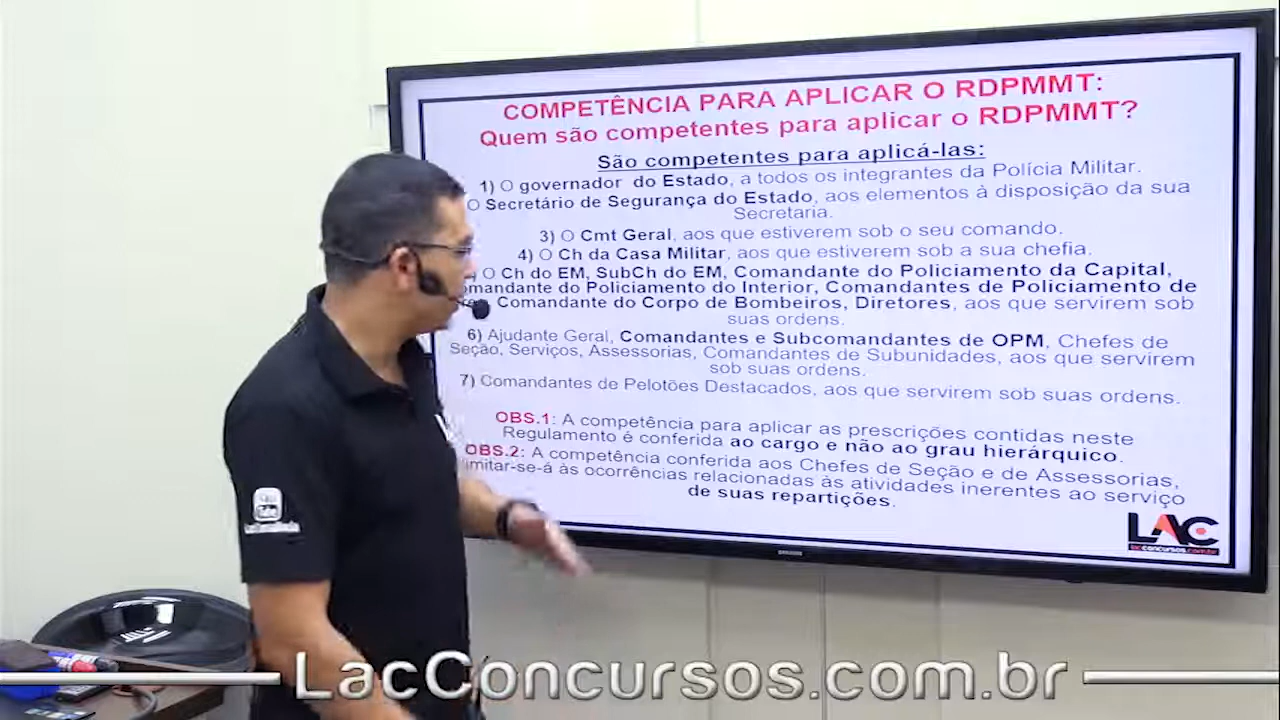 COMPETÊNCIA PARA APLICAR O RDPMMT:
Quem são competentes para aplicar o RDPMMT?
São competentes para aplicá-las:
1) O governador do Estado, a todos os integrantes da Polícia Militar.
O Secretário de Segurança do Estado, aos elementos à disposição da sua
Secretaria.
3) O Cmt Geral, aos que estiverem sob o seu comando.
4) O Ch da Casa Militar, aos que estiverem sob a sua chefia.
O Ch do EM, SubCh do EM, Comandante do Policiamento da Capital,
mandante do Policiamento do Interior, Comandantes de Policiamento de
Comandante do Corpo de Bombeiros, Diretores, aos que servirem sob
suas ordens.
6) Ajudante Geral, Comandantes e Subcomandantes de OPM, Chefes de
Seção, Serviços, Assessorias, Comandantes de Subunidades, aos que servirem
sob suas ordens.
7) Comandantes de Pelotões Destacados, aos que servirem sob suas ordens.
OBS.1: A competência para aplicar as prescrições contidas neste
Regulamento é conferida ao cargo e não ao grau hierárquico.
OBS.2: A competência conferida aos Chefes de Seção e de Assessorias,
limitar-se-á às ocorrências relacionadas às atividades inerentes ao serviço
de suas repartições.
LAC
lacconcursos.com.br
SAMSUNG
LacConcursos.com.br